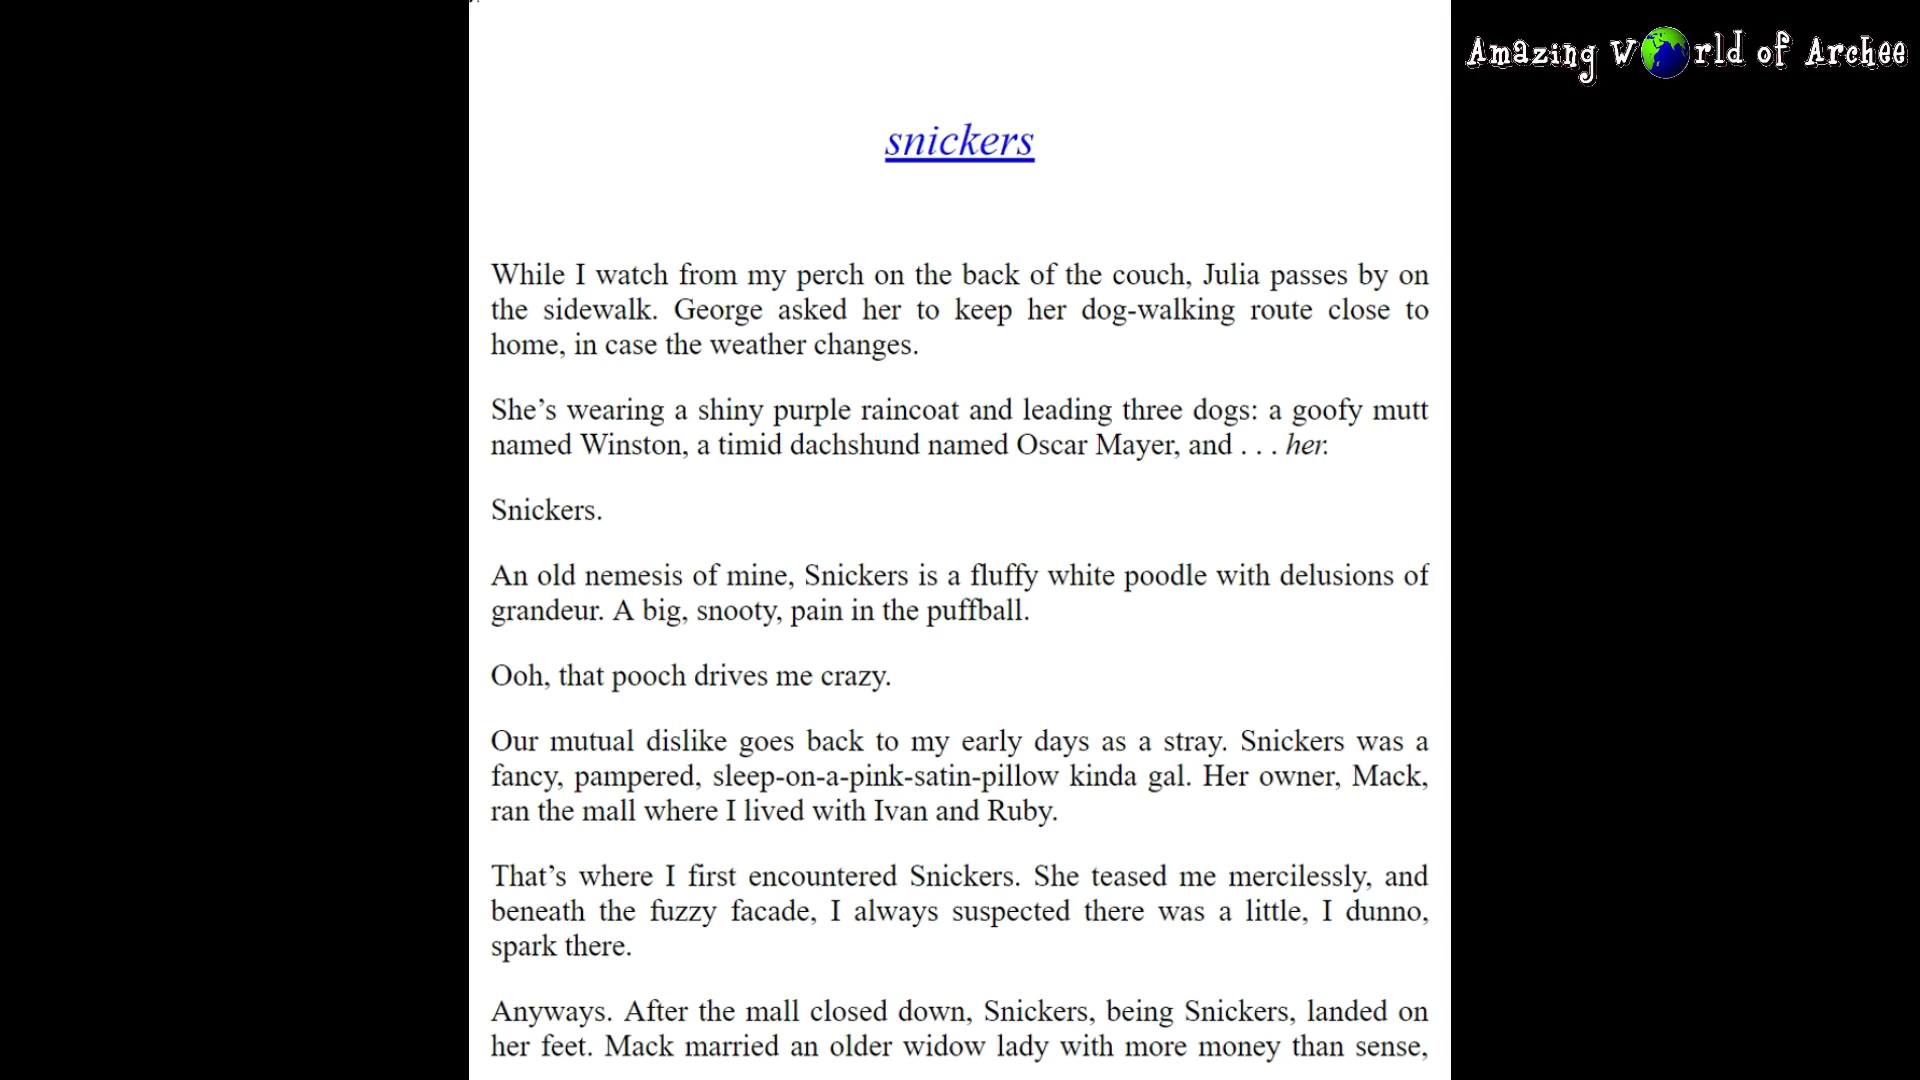 Amazing World of Archee
snickers
While I watch from my perch on the back of the couch, Julia passes by on
the sidewalk. George asked her to keep her dog-walking route close to
home, in case the weather changes.
She’s wearing a shiny purple raincoat and leading three dogs: a goofy mutt
named Winston, a timid dachshund named Oscar Mayer, and . . . her.
Snickers.
An old nemesis of mine, Snickers is a fluffy white poodle with delusions of
grandeur. A big, snooty, pain in the puffball.
Ooh, that pooch drives me crazy.
Our mutual dislike goes back to my early days as a stray. Snickers was a
fancy, pampered, sleep-on-a-pink-satin-pillow kinda gal. Her owner, Mack,
ran the mall where I lived with Ivan and Ruby.
That’s where I first encountered Snickers. She teased me mercilessly, and
beneath the fuzzy facade, I always suspected there was a little, I dunno,
spark there.
Anyways. After the mall closed down, Snickers, being Snickers, landed on
her feet. Mack married an older widow lady with more money than sense,